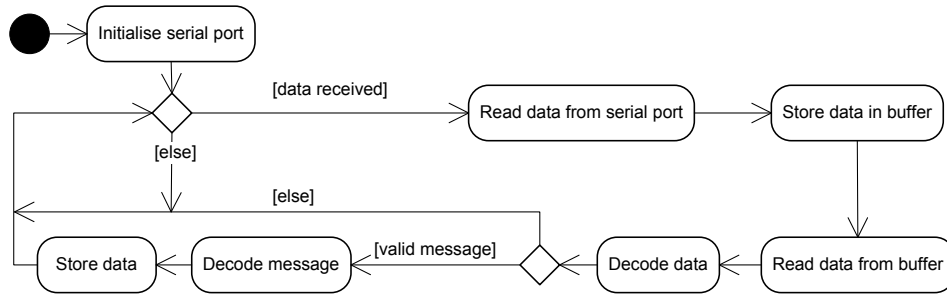 Initialise serial port
[data received]
Read data from serial port
Store data in buffer
[else]
[else]
[valid message]
Store data
Decode message
Decode data
Read data from buffer